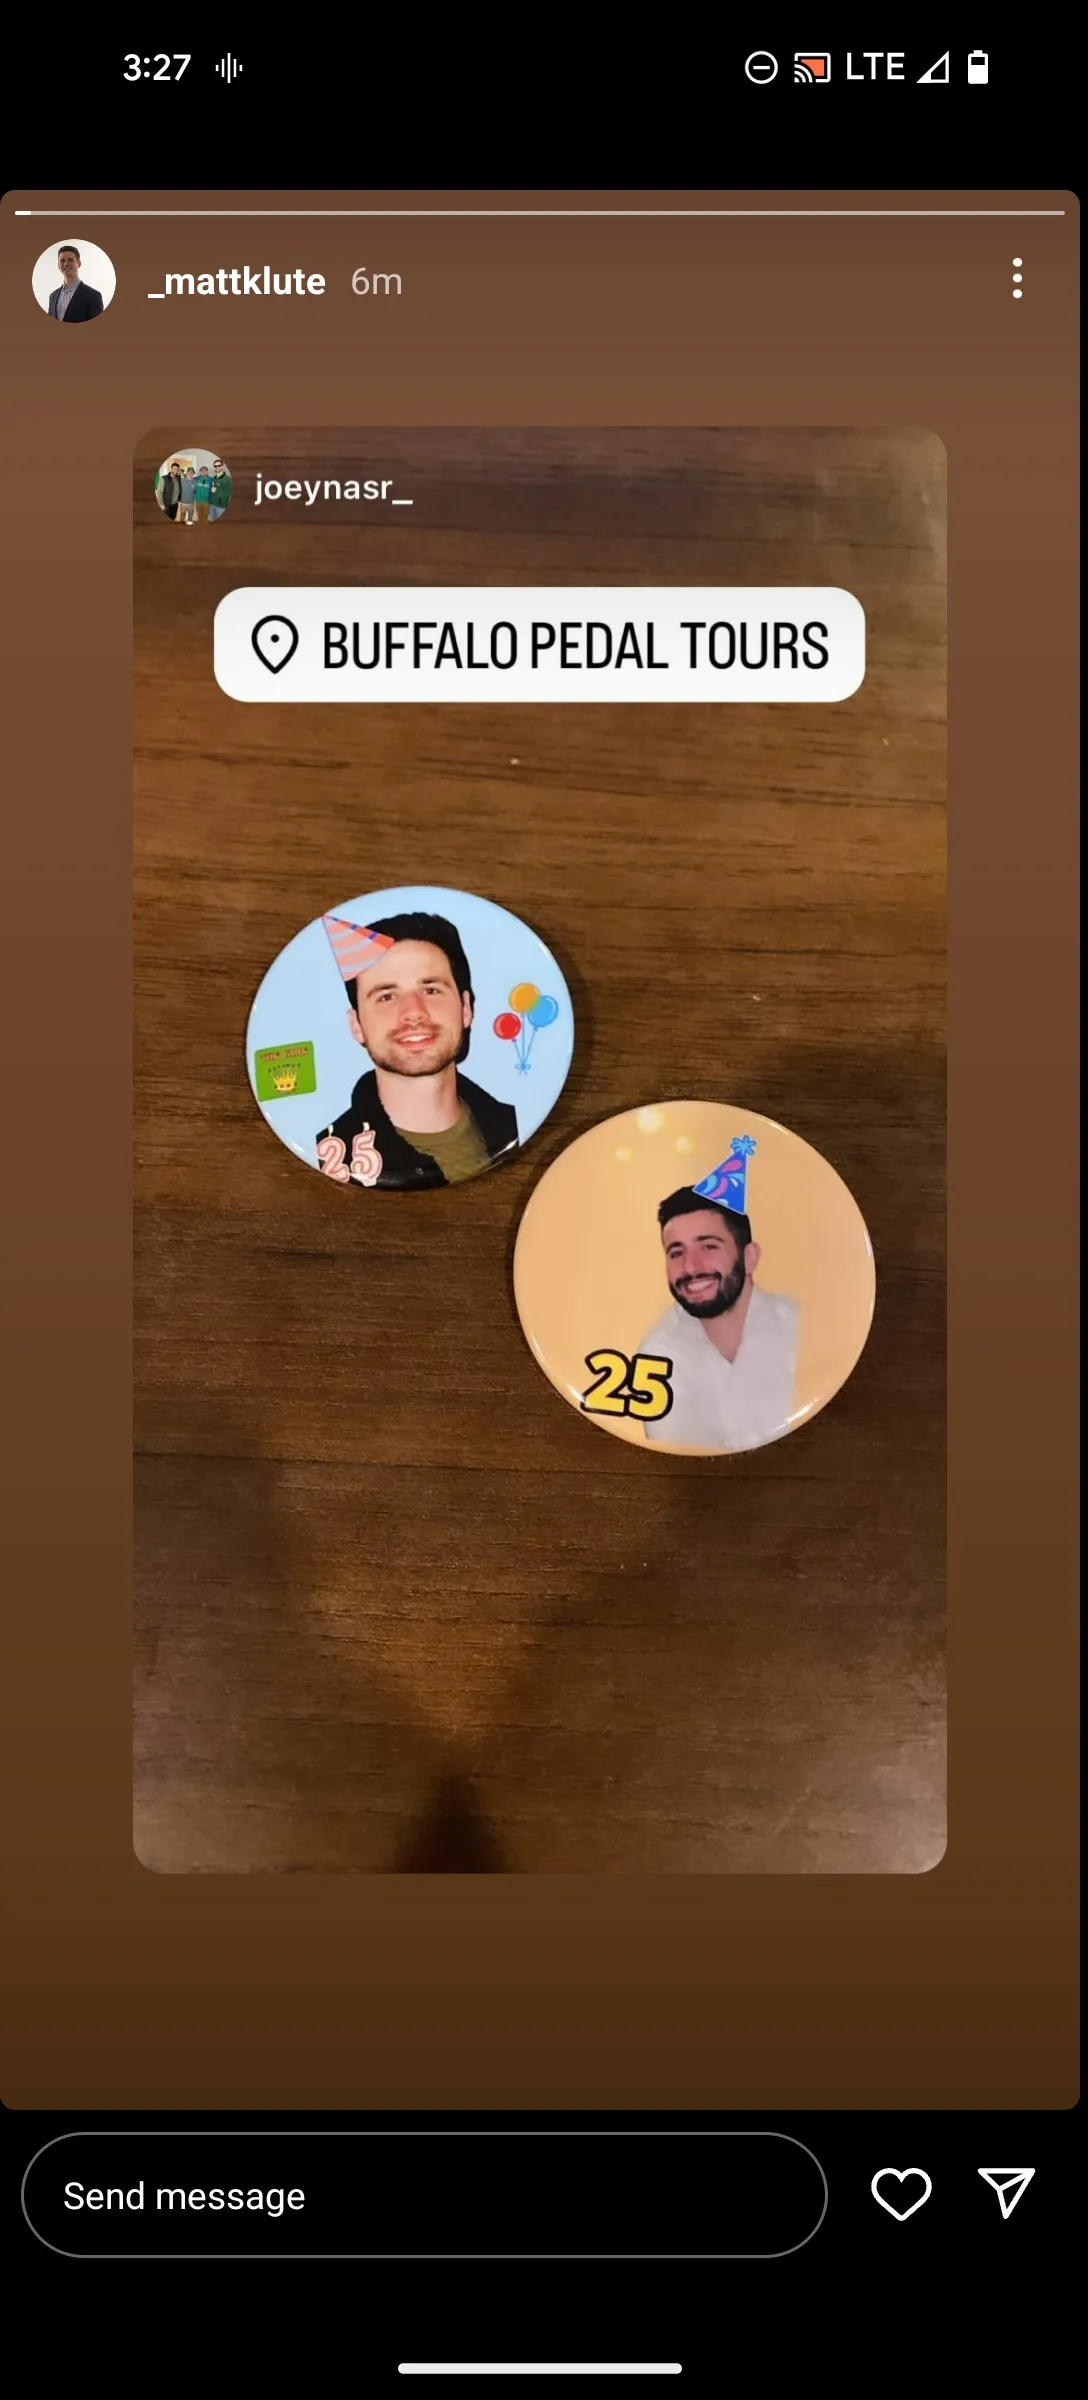 3:27
LTE
_mattklute 6m
joeynasr_
BUFFALO PEDAL TOURS
25
25
Send message